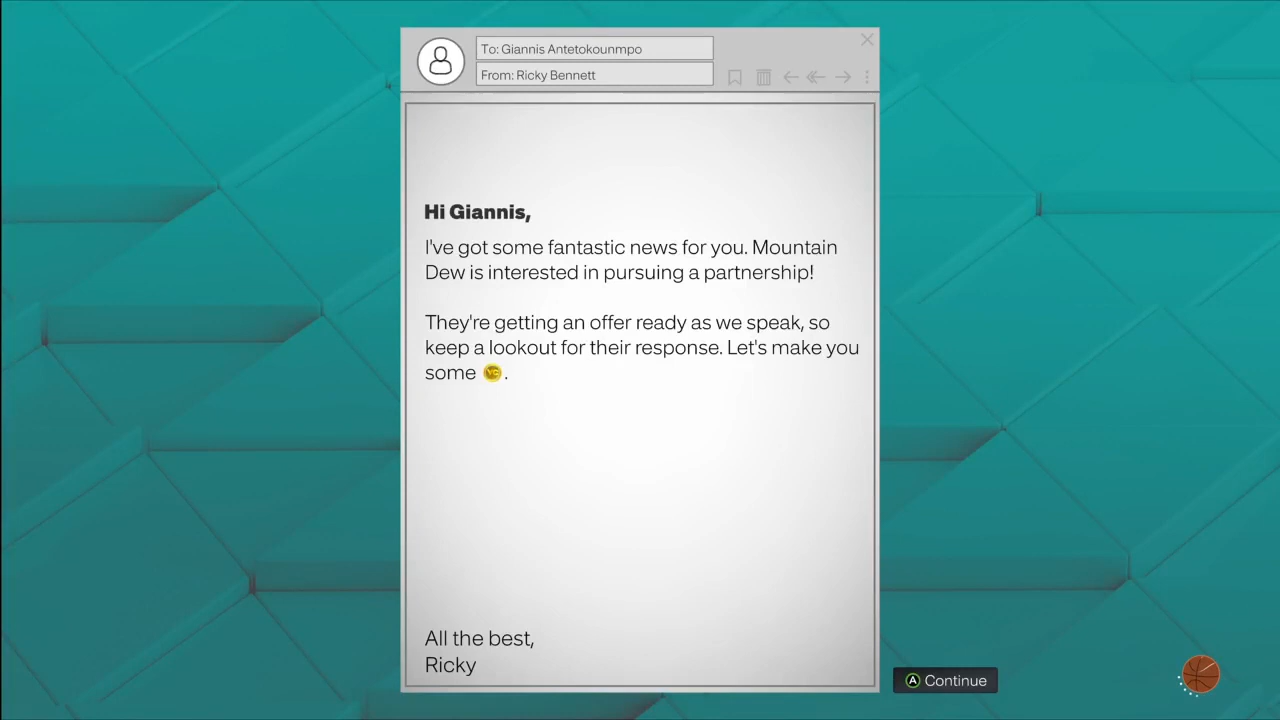 To: Giannis Antetokounmpo
From: Ricky Bennett
Hi Giannis,
I've got some fantastic news for you. Mountain
Dew is interested in pursuing a partnership!
They're getting an offer ready as we speak, so
keep a lookout for their response. Let's make you
some VC.
All the best,
Ricky
A Continue